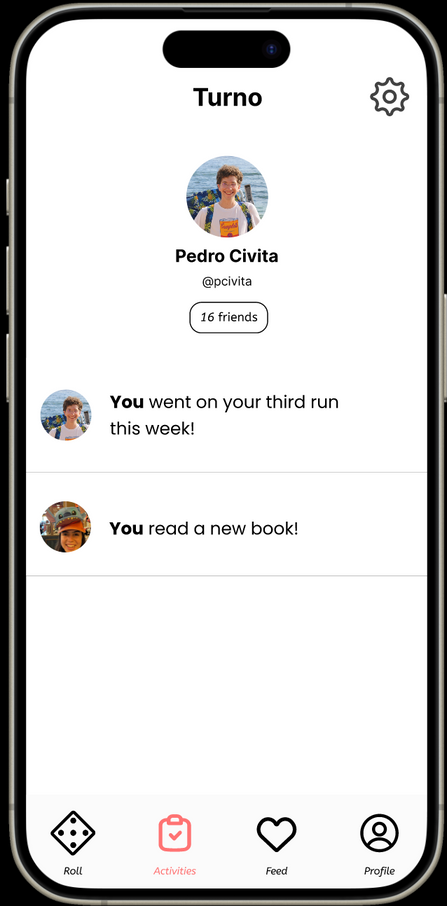 Turno
Pedro Civita
@pcivita
16 friends
You went on your third run
this week!
You read a new book!
Roll
Activities
Feed
Profile